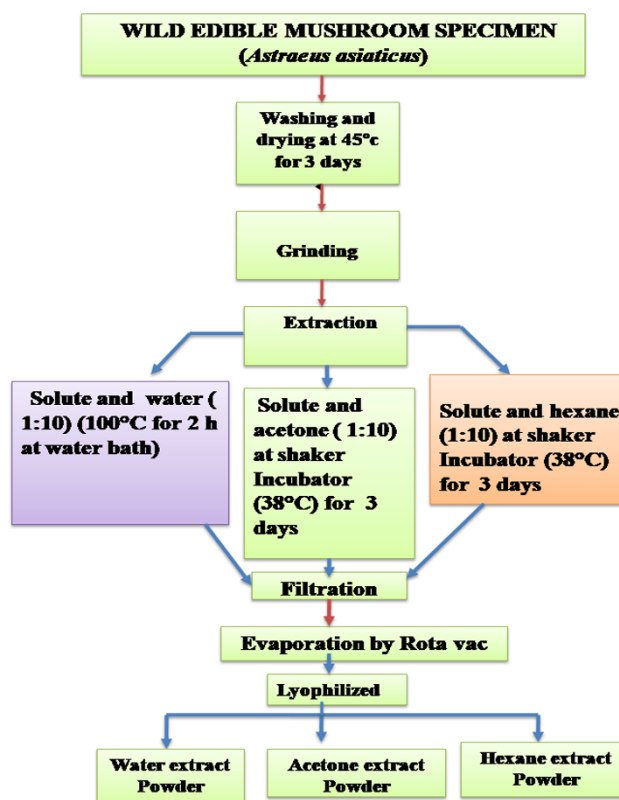 WILD EDIBLE MUSHROOM SPECIMEN
(Astraeus asiaticus)
Washing and
drying at 45°c
for 3 days
Grinding
Extraction
Solute and water (
1:10) (100°C for 2 h
at water bath)
Solute and
acetone ( 1:10)
at shaker
Incubator
(38°C) for 3
days
Solute and hexane
(1:10) at shaker
Incubator (38°C)
for 3 days
Filtration
Evaporation by Rota vac
Lyophilized
Water extract
Powder
Acetone extract
Powder
Hexane extract
Powder